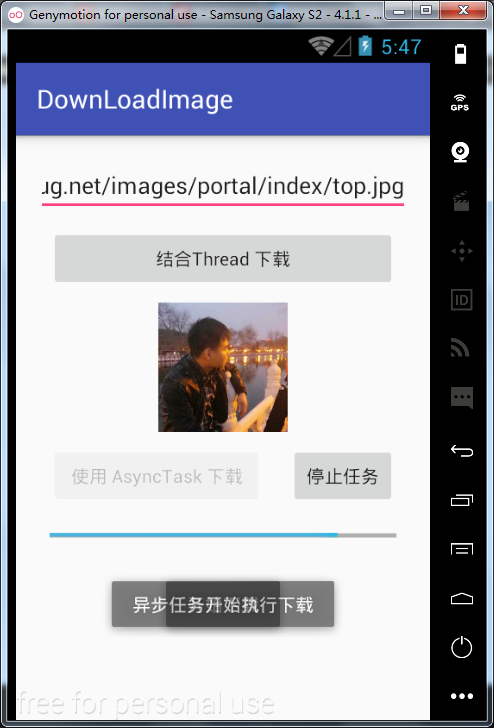 Genymotion for personal use - Samsung Galaxy S2 - 4.1.1 - ...
5:47
GPS
DownLoadImage
ug.net/images/portal/index/top.jpg
结合Thread 下载
ID
使用 AsyncTask 下载
停止任务
异步任务开始执行下载
free for personal use